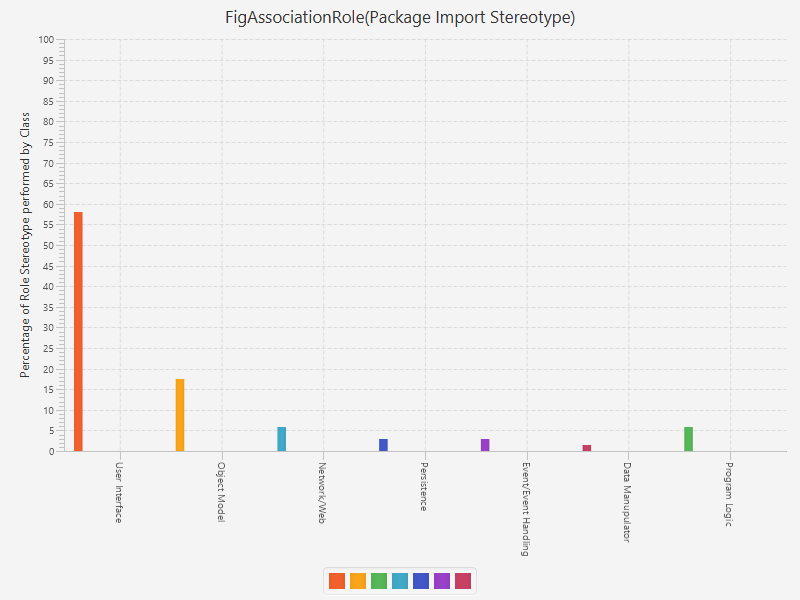 FigAssociationRole(Package Import Stereotype)
Percentage of Role Stereotype performed by Class
100
95
90
85
80
75
70
65
60
55
50
45
40
35
30
25
20
15
10
5
0
User Interface
Object Model
Network/Web
Persistence
Event/Event Handling
Data Manupulator
Program Logic